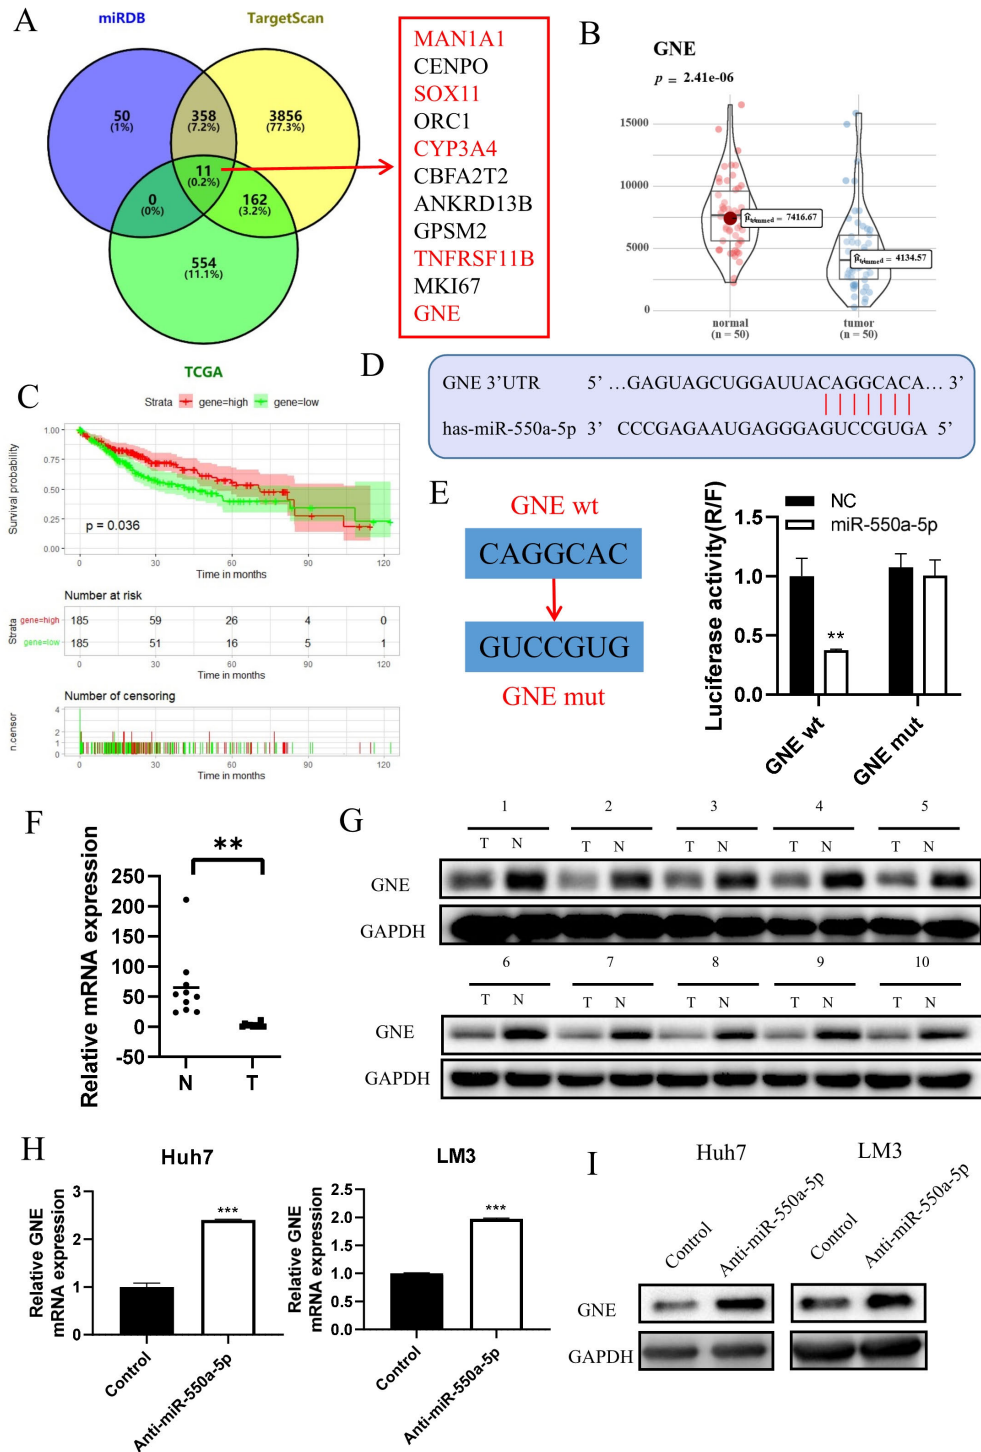 A
miRDB
TargetScan
50
(1%)
358
(7.2%)
3856
(77.3%)
11
(0.2%)
0
(0%)
162
(3.2%)
554
(11.1%)
TCGA
MAN1A1
CENPO
SOX11
ORC1
CYP3A4
CBFA2T2
ANKRD13B
GPSM2
TNFRSF11B
MKI67
GNE
B
GNE
p = 2.41e-06
15000
10000
5000
0
μ̂trimmed = 7416.67
μ̂trimmed = 4134.57
normal
(n = 50)
tumor
(n = 50)
C
Strata gene=high gene=low
Survival probability
1.00
0.75
0.50
0.25
0.00
p = 0.036
0 30 60 90 120
Time in months
Number at risk
Strata
gene=high 185 59 26 4 0
gene=low 185 51 16 5 1
0 30 60 90 120
Time in months
Number of censoring
n.censor
4
2
1
0
0 30 60 90 120
Time in months
D
GNE 3’UTR 5’ …GAGUAGCUGGAUUACAGGCACA… 3’
has-miR-550a-5p 3’ CCCGAGAAUGAGGGAGUCCGUGA 5’
E
GNE wt
CAGGCAC
GUCCGUG
GNE mut
NC
miR-550a-5p
Luciferase activity(R/F)
1.5
1.0
0.5
0.0
**
GNE wt
GNE mut
F
**
Relative mRNA expression
250
200
150
100
50
0
-50
N T
G
1 2 3 4 5
T N T N T N T N T N
GNE
GAPDH
6 7 8 9 10
T N T N T N T N T N
GNE
GAPDH
H
Huh7
Relative GNE
mRNA expression
3
2
1
0
***
Control
Anti-miR-550a-5p
LM3
Relative GNE
mRNA expression
2.5
2.0
1.5
1.0
0.5
0.0
***
Control
Anti-miR-550a-5p
I
Huh7 LM3
Control
Anti-miR-550a-5p
Control
Anti-miR-550a-5p
GNE
GAPDH